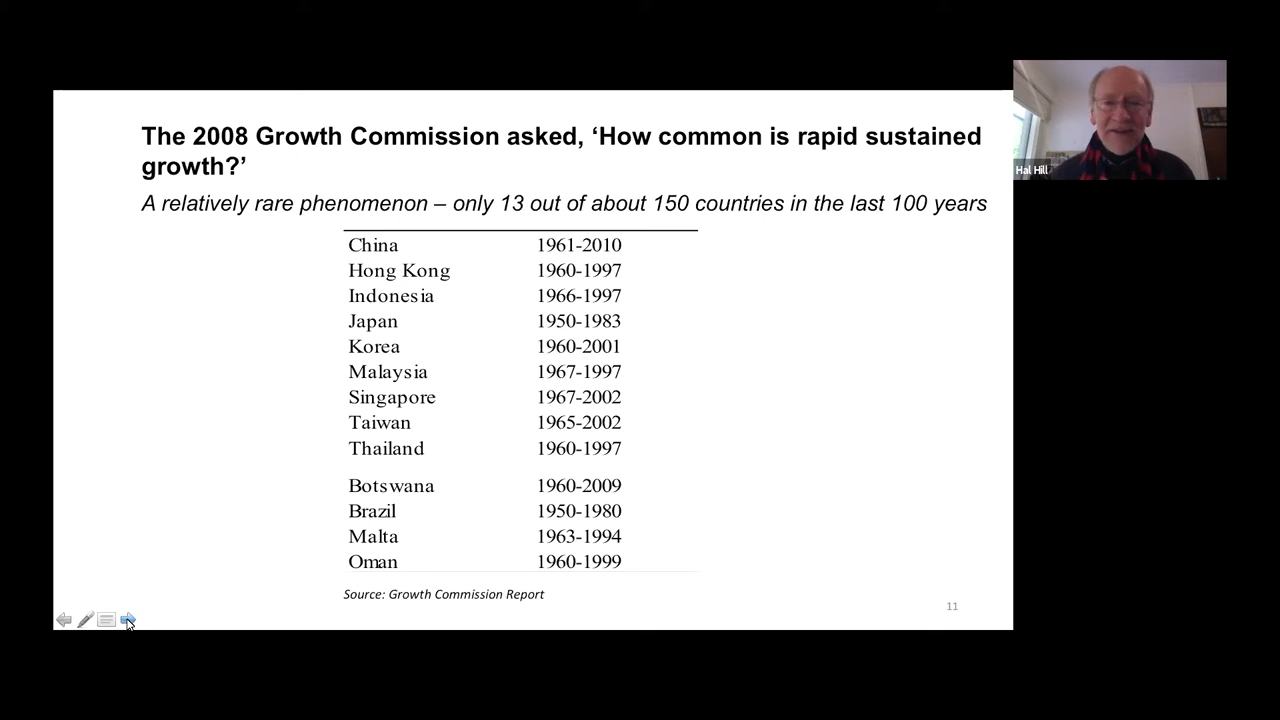 The 2008 Growth Commission asked, ‘How common is rapid sustained
growth?’
A relatively rare phenomenon – only 13 out of about 150 countries in the last 100 years
China 1961-2010
Hong Kong 1960-1997
Indonesia 1966-1997
Japan 1950-1983
Korea 1960-2001
Malaysia 1967-1997
Singapore 1967-2002
Taiwan 1965-2002
Thailand 1960-1997
Botswana 1960-2009
Brazil 1950-1980
Malta 1963-1994
Oman 1960-1999
Source: Growth Commission Report
11
Hal Hill